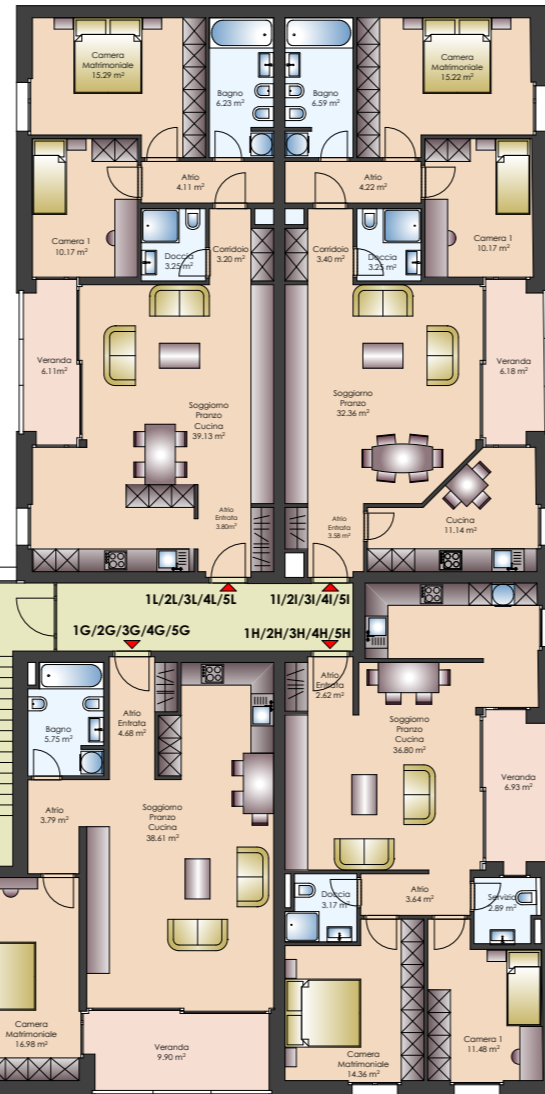 Camera
Matrimoniale
15.29 m²
Bagno
6.23 m²
Bagno
6.59 m²
Camera
Matrimoniale
15.22 m²
Atrio
4.11 m²
Atrio
4.22 m²
Camera 1
10.17 m²
Doccia
3.25 m²
Corridoio
3.20 m²
Corridoio
3.40 m²
Doccia
3.25 m²
Camera 1
10.17 m²
Veranda
6.11m²
Soggiorno
Pranzo
Cucina
39.13 m²
Soggiorno
Pranzo
32.36 m²
Veranda
6.18 m²
Atrio
Entrata
3.80m²
Atrio
Entrata
3.58 m²
Cucina
11.14 m²
1L/2L/3L/4L/5L
1I/2I/3I/4I/5I
1G/2G/3G/4G/5G
1H/2H/3H/4H/5H
Bagno
5.75 m²
Atrio
Entrata
4.68 m²
Atrio
Entrata
2.62 m²
Soggiorno
Pranzo
Cucina
36.80 m²
Veranda
6.93 m²
Atrio
3.79 m²
Soggiorno
Pranzo
Cucina
38.61 m²
Doccia
3.17 m²
Atrio
3.64 m²
Servizio
2.89 m²
Camera
Matrimoniale
16.98 m²
Veranda
9.90 m²
Camera
Matrimoniale
14.36 m²
Camera 1
11.48 m²